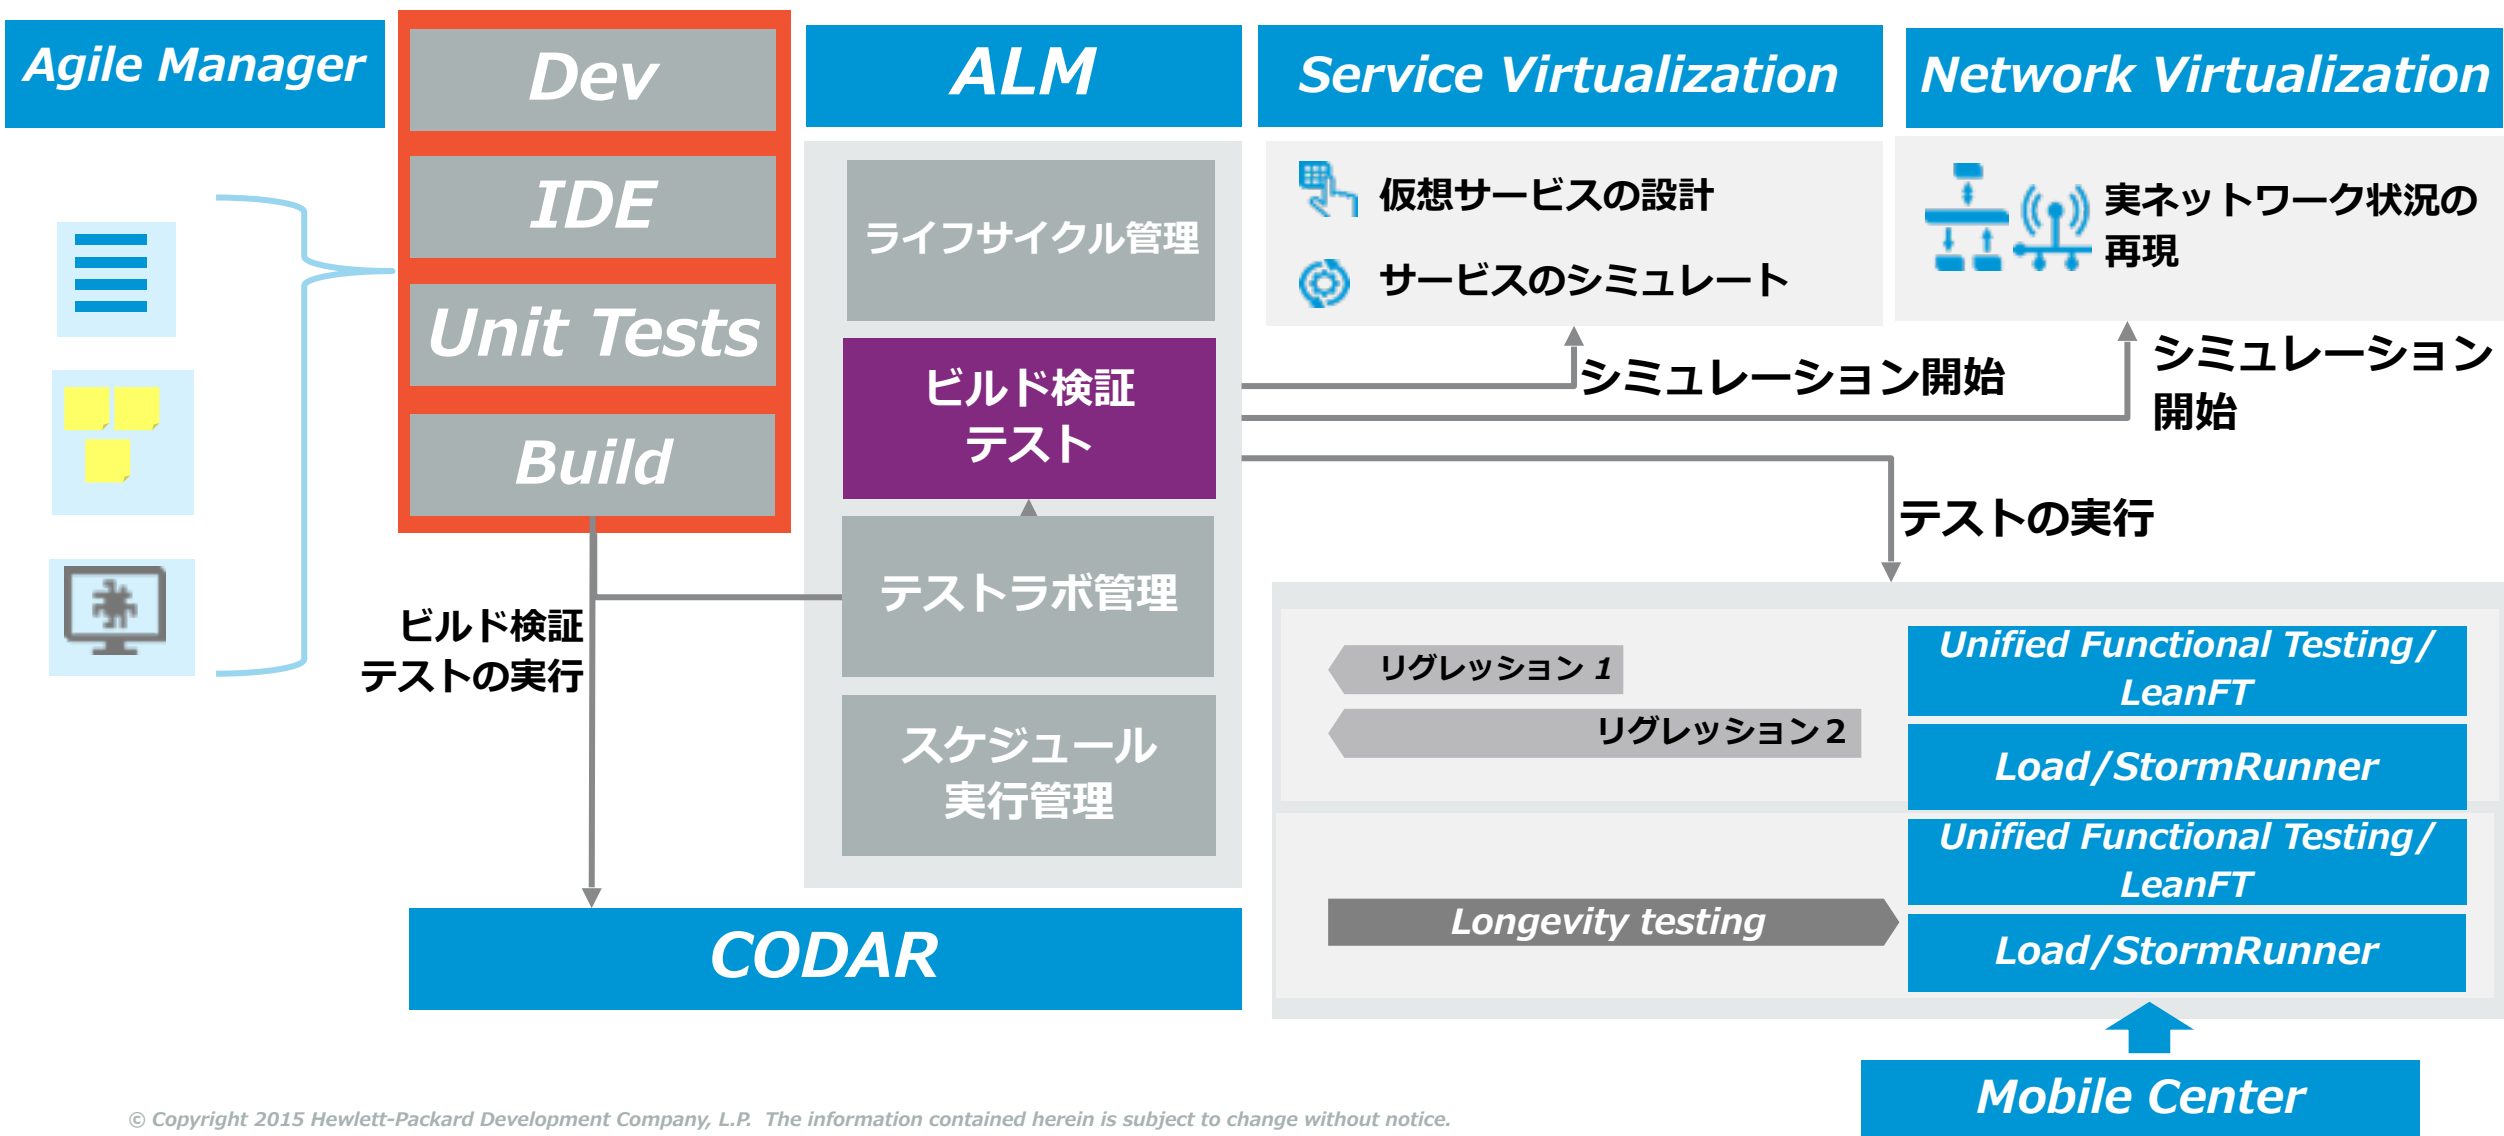 Agile Manager
Dev
IDE
Unit Tests
Build
ビルド検証
テストの実行
CODAR
ALM
ライフサイクル管理
ビルド検証
テスト
テストラボ管理
スケジュール
実行管理
Service Virtualization
仮想サービスの設計
サービスのシミュレート
シミュレーション開始
Network Virtualization
実ネットワーク状況の
再現
シミュレーション
開始
テストの実行
リグレッション 1
リグレッション 2
Unified Functional Testing/
LeanFT
Load/StormRunner
Longevity testing
Unified Functional Testing/
LeanFT
Load/StormRunner
Mobile Center
© Copyright 2015 Hewlett-Packard Development Company, L.P. The information contained herein is subject to change without notice.